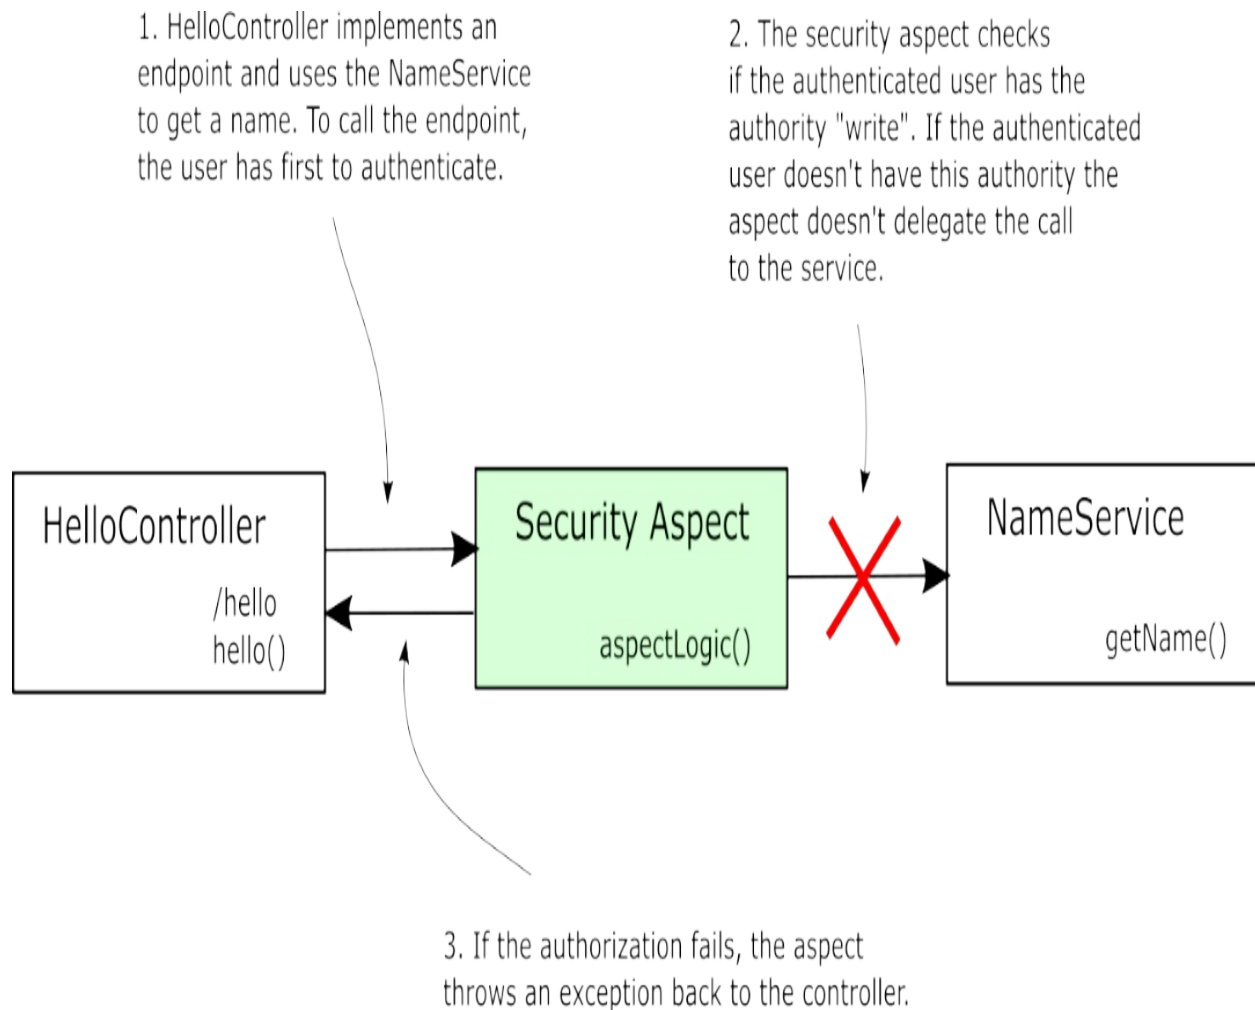 1. HelloController implements an
endpoint and uses the NameService
to get a name. To call the endpoint,
the user has first to authenticate.
2. The security aspect checks
if the authenticated user has the
authority "write". If the authenticated
user doesn't have this authority the
aspect doesn't delegate the call
to the service.
HelloController
/hello
hello()
Security Aspect
aspectLogic()
NameService
getName()
3. If the authorization fails, the aspect
throws an exception back to the controller.